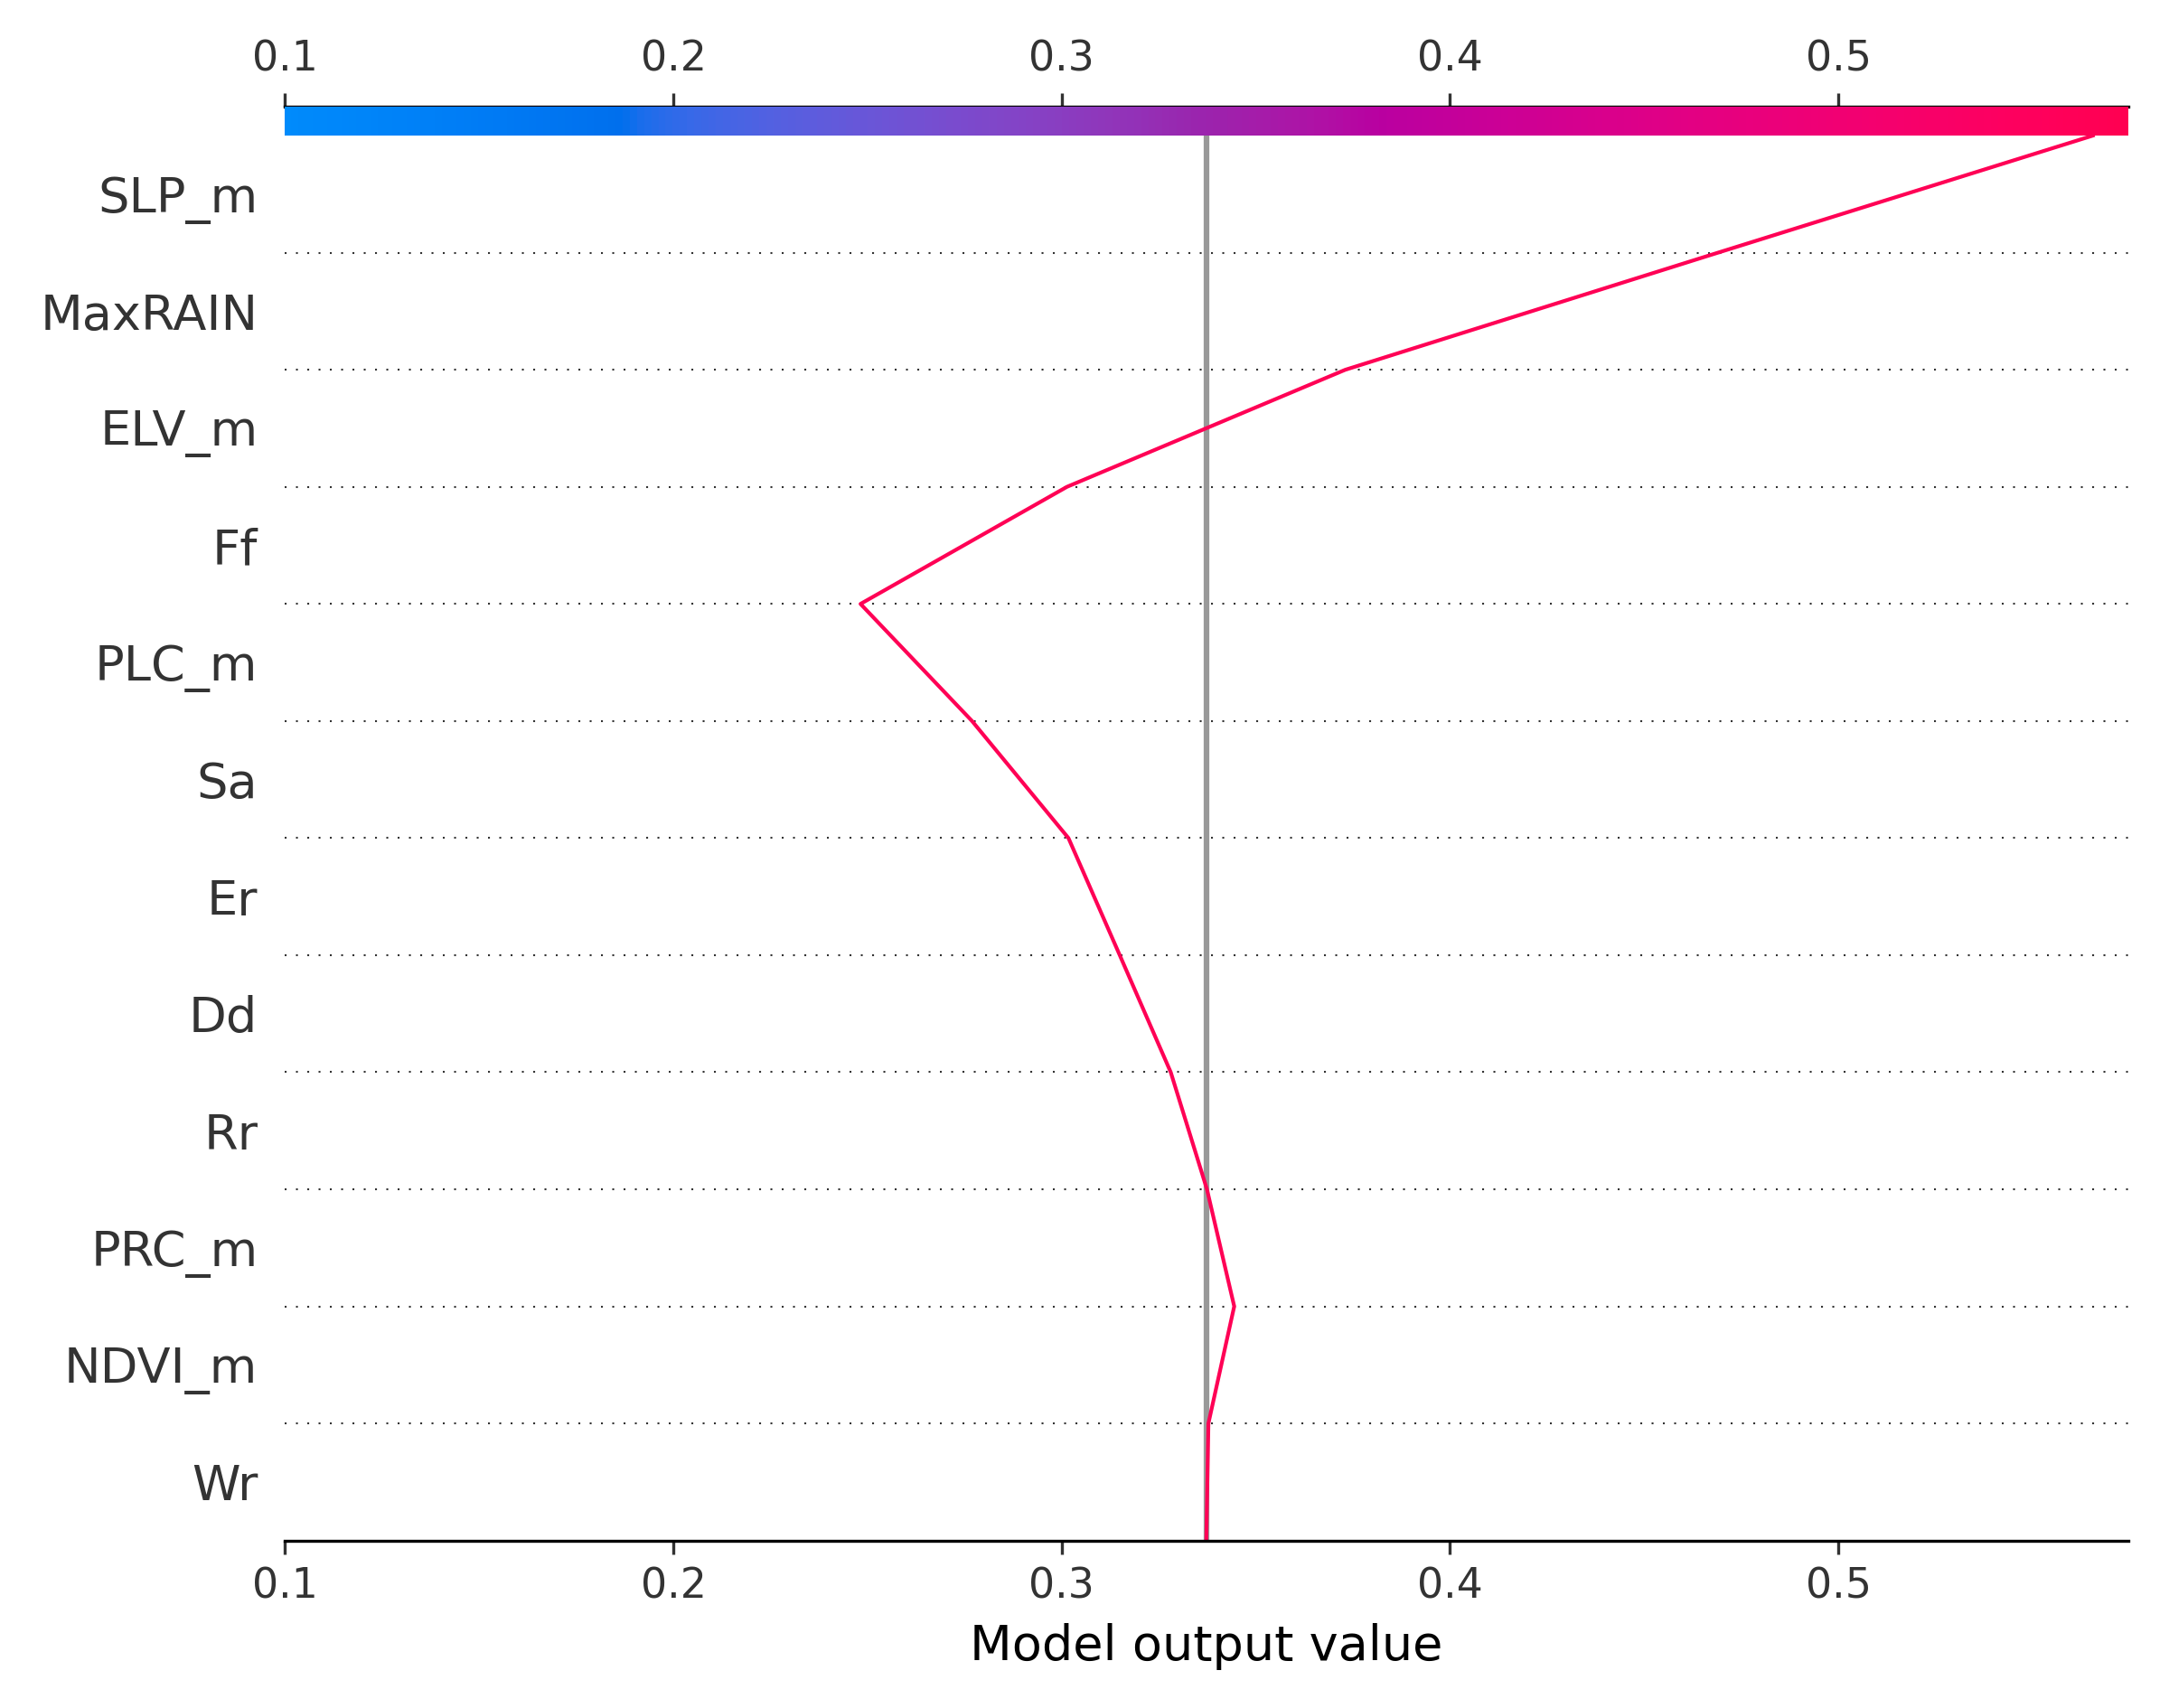 0.1 0.2 0.3 0.4 0.5
SLP_m
MaxRAIN
ELV_m
Ff
PLC_m
Sa
Er
Dd
Rr
PRC_m
NDVI_m
Wr
0.1 0.2 0.3 0.4 0.5
Model output value